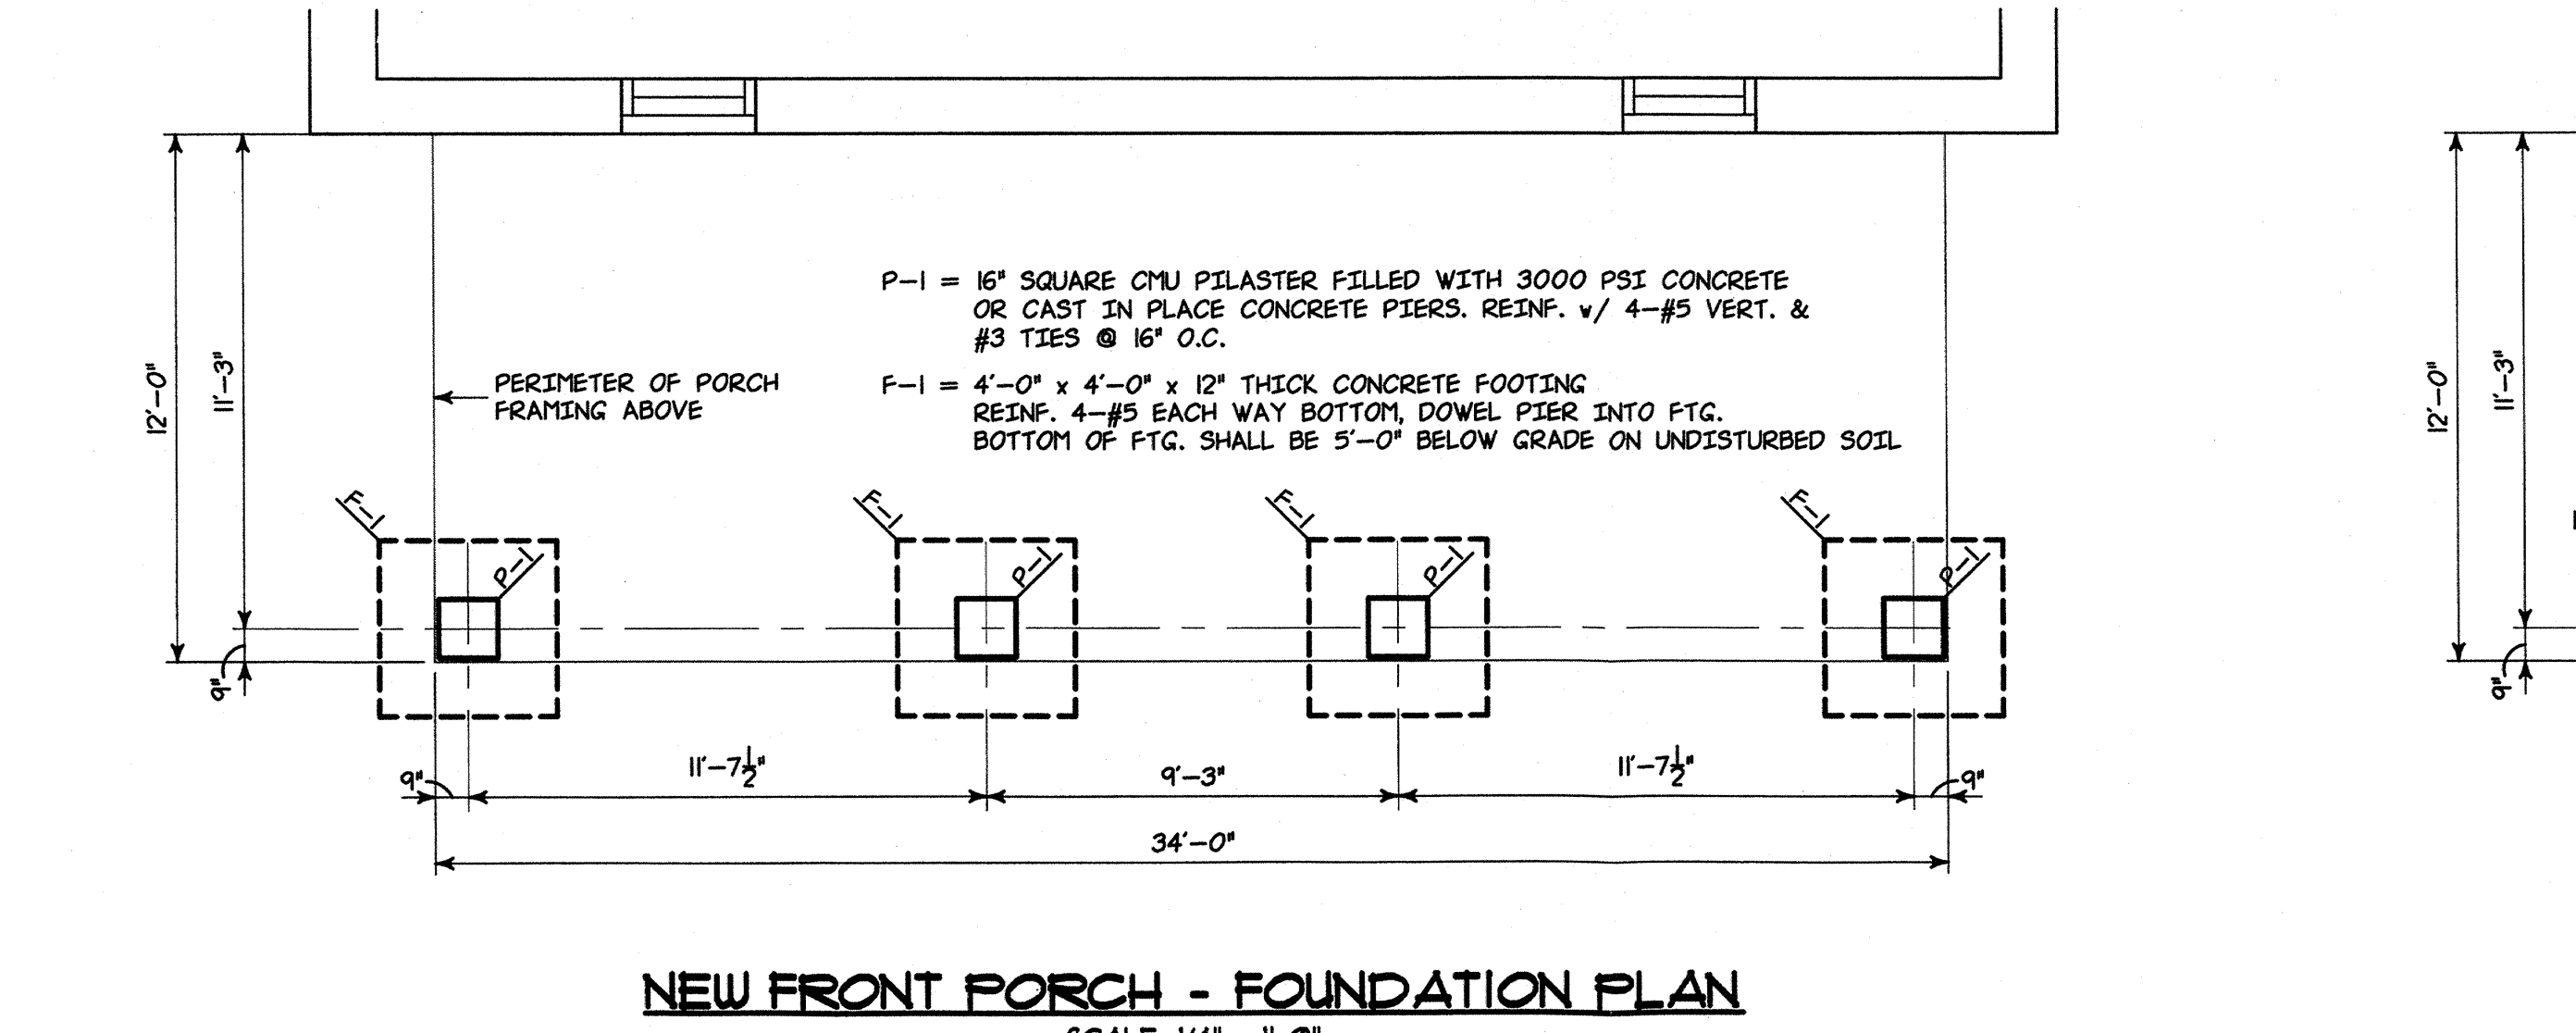 P-1 = 16" SQUARE CMU PILASTER FILLED WITH 3000 PSI CONCRETE
OR CAST IN PLACE CONCRETE PIERS. REINF. w/ 4-#5 VERT. &
#3 TIES @ 16" O.C.
F-1 = 4'-0" x 4'-0" x 12" THICK CONCRETE FOOTING
REINF. 4-#5 EACH WAY BOTTOM, DOWEL PIER INTO FTG.
BOTTOM OF FTG. SHALL BE 5'-0" BELOW GRADE ON UNDISTURBED SOIL
PERIMETER OF PORCH
FRAMING ABOVE
12'-0"
11'-3"
9"
12'-0"
11'-3"
9"
F-1
F-1
F-1
F-1
P-1
P-1
P-1
P-1
9"
11'-7½"
9'-3"
11'-7½"
9"
34'-0"
NEW FRONT PORCH - FOUNDATION PLAN